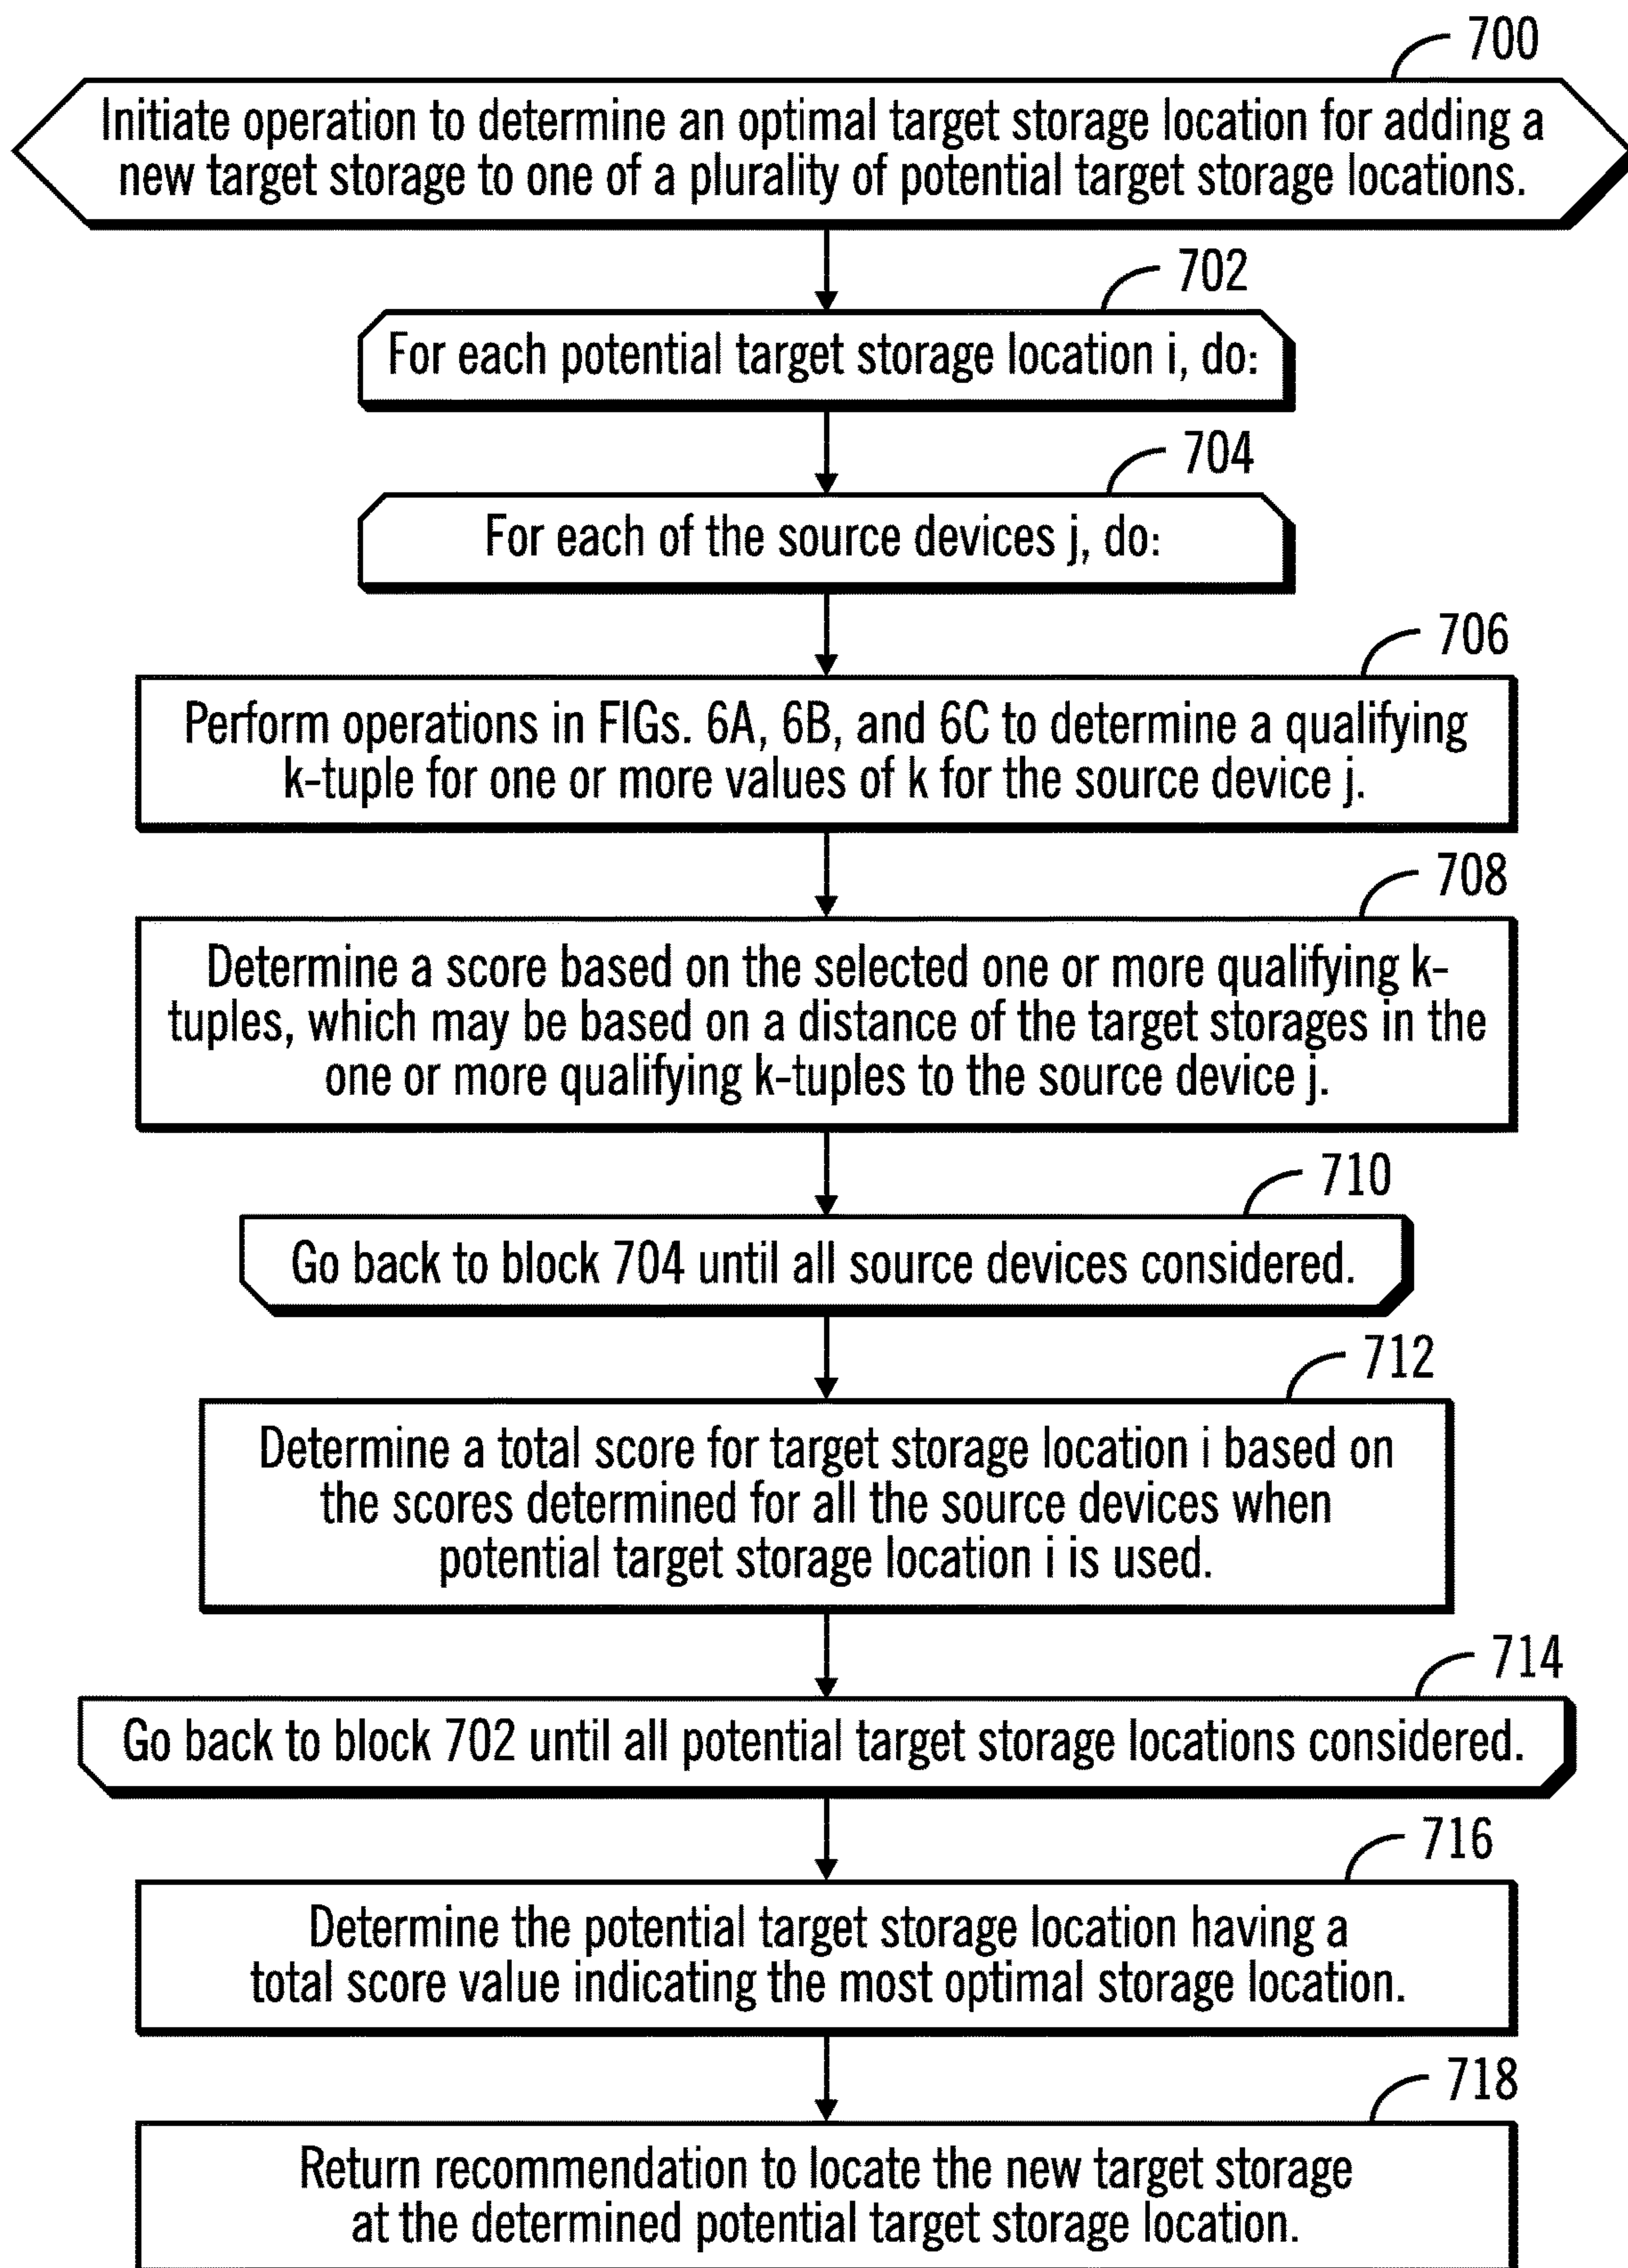 700
Initiate operation to determine an optimal target storage location for adding a
new target storage to one of a plurality of potential target storage locations.
702
For each potential target storage location i, do:
704
For each of the source devices j, do:
706
Perform operations in FIGs. 6A, 6B, and 6C to determine a qualifying
k-tuple for one or more values of k for the source device j.
708
Determine a score based on the selected one or more qualifying k-
tuples, which may be based on a distance of the target storages in the
one or more qualifying k-tuples to the source device j.
710
Go back to block 704 until all source devices considered.
712
Determine a total score for target storage location i based on
the scores determined for all the source devices when
potential target storage location i is used.
714
Go back to block 702 until all potential target storage locations considered.
716
Determine the potential target storage location having a
total score value indicating the most optimal storage location.
718
Return recommendation to locate the new target storage
at the determined potential target storage location.